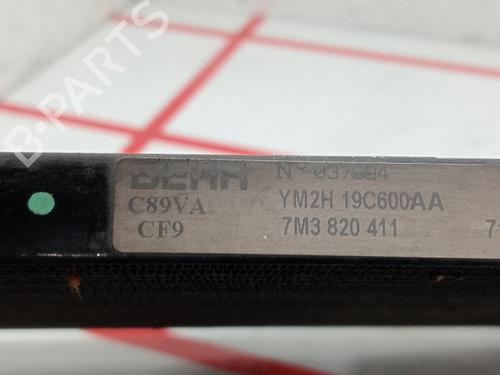 B-PARTS
BEHR N° 037994
C89VA YM2H 19C600AA
CF9 7M3 820 411